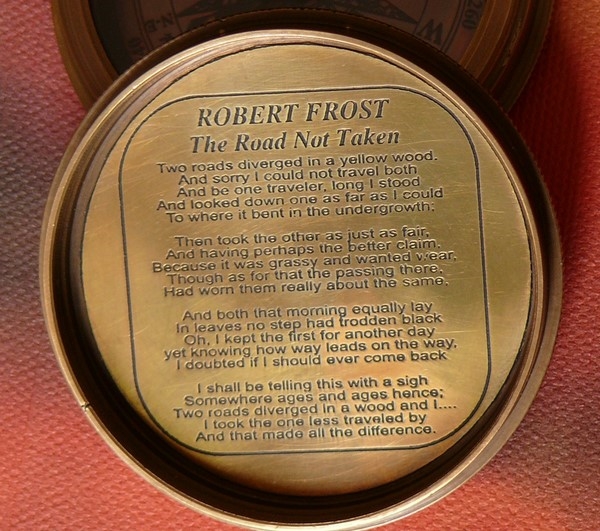 260
W
N
ROBERT FROST
The Road Not Taken
Two roads diverged in a yellow wood.
And sorry I could not travel both
And be one traveler, long I stood
And looked down one as far as I could
To where it bent in the undergrowth;
Then took the other as just as fair,
And having perhaps the better claim.
Because it was grassy and wanted wear,
Though as for that the passing there.
Had worn them really about the same.
And both that morning equally lay
In leaves no step had trodden black
Oh, I kept the first for another day
yet knowing how way leads on the way,
I doubted if I should ever come back
I shall be telling this with a sigh
Somewhere ages and ages hence;
Two roads diverged in a wood and I....
I took the one less traveled by
And that made all the difference.